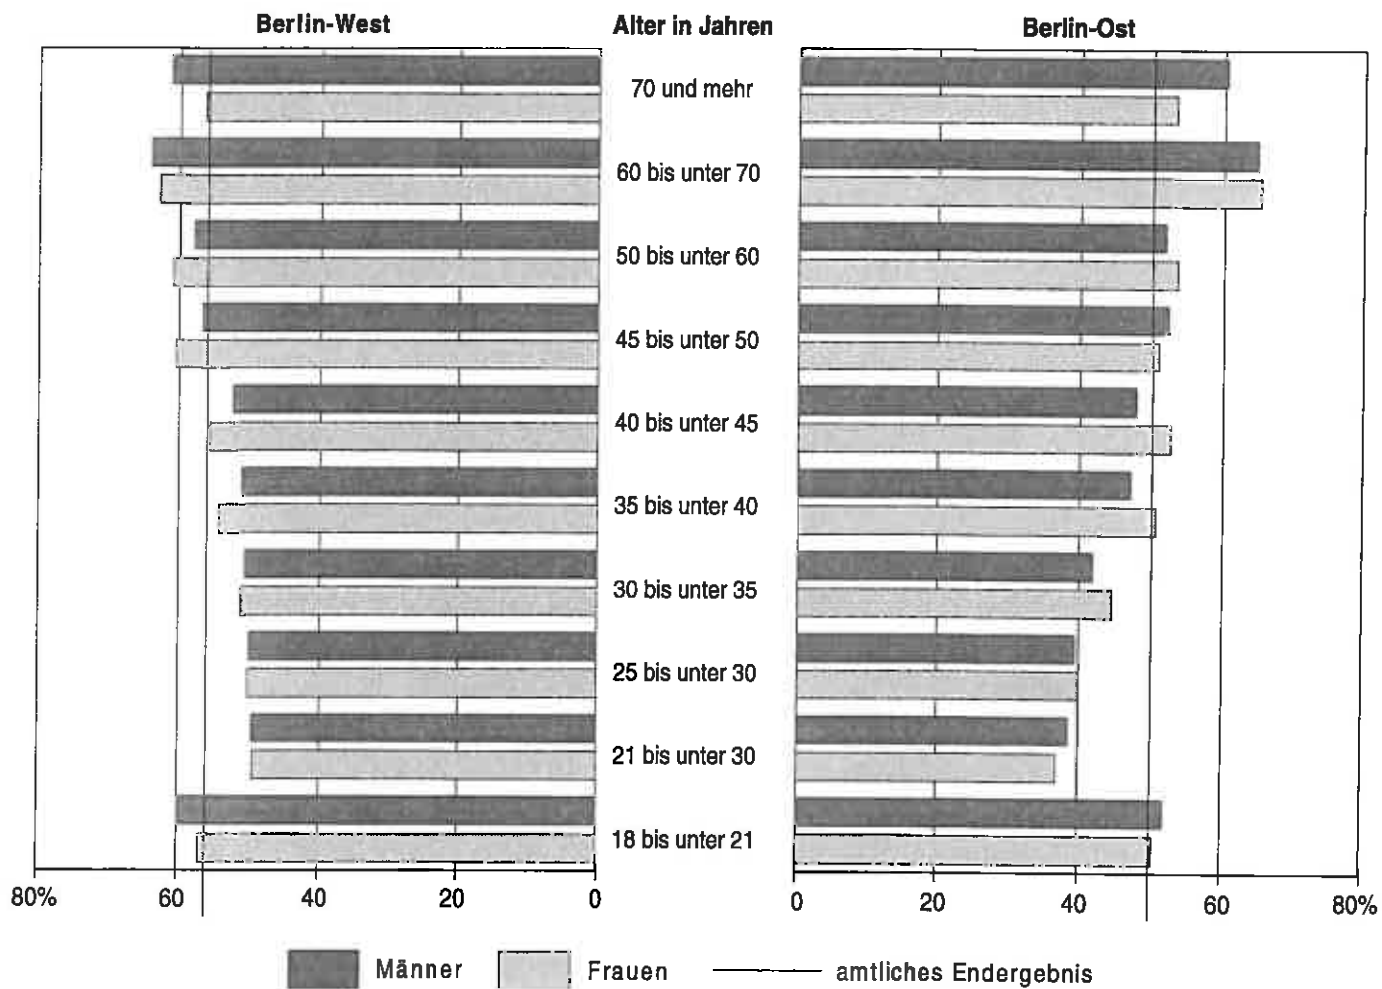 Berlin-West Alter in Jahren Berlin-Ost
70 und mehr
60 bis unter 70
50 bis unter 60
45 bis unter 50
40 bis unter 45
35 bis unter 40
30 bis unter 35
25 bis unter 30
21 bis unter 30
18 bis unter 21
80% 60 40 20 0 0 20 40 60 80%
Männer Frauen amtliches Endergebnis